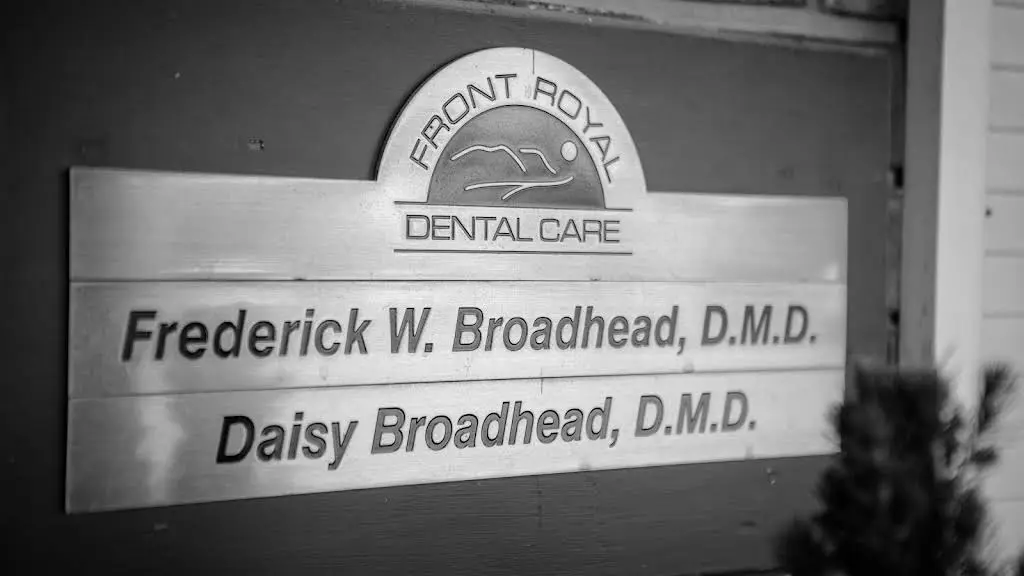 FRONT ROYAL
DENTAL CARE
Frederick W. Broadhead, D.M.D.
Daisy Broadhead, D.M.D.